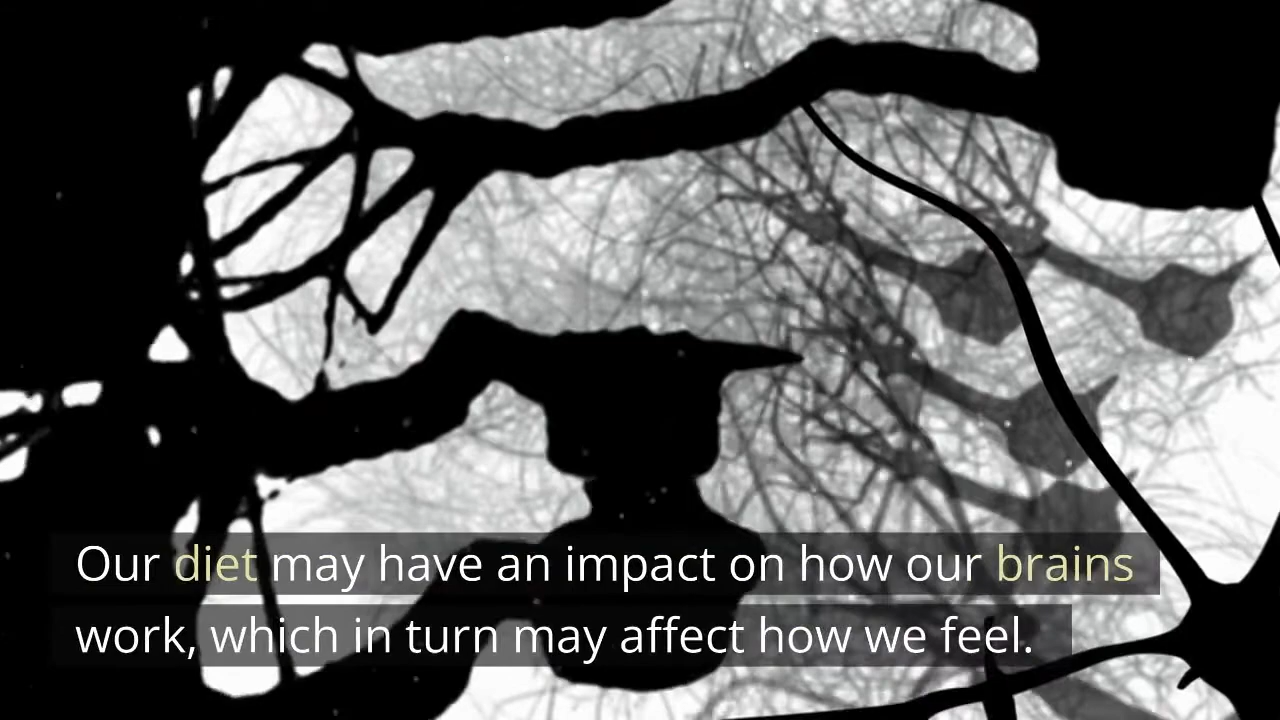 Our diet may have an impact on how our brains
work, which in turn may affect how we feel.